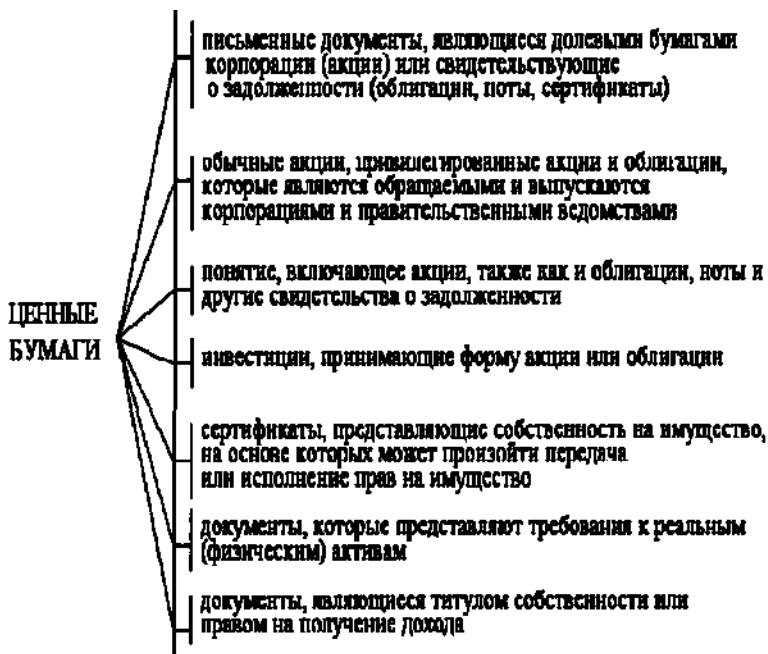 ЦЕННЫЕ
БУМАГИ
письменные документы, являющиеся долевыми бумагами
корпорации (акции) или свидетельствующие
о задолженности (облигации, ноты, сертификаты)
обычные акции, привилегированные акции и облигации,
которые являются обращаемыми и выпускаются
корпорациями и правительственными ведомствами
понятие, включающее акции, также как и облигации, ноты и
другие свидетельства о задолженности
инвестиции, принимающие форму акции или облигации
сертификаты, представляющие собственность на имущество,
на основе которых может произойти передача
или исполнение прав на имущество
документы, которые представляют требования к реальным
(физическим) активам
документы, являющиеся титулом собственности или
правом на получение дохода